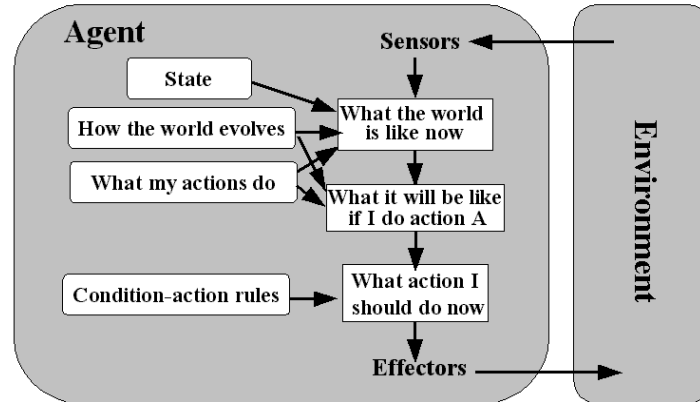 Agent
Sensors
State
What the world
is like now
How the world evolves
What my actions do
What it will be like
if I do action A
Condition-action rules
What action I
should do now
Effectors
Environment